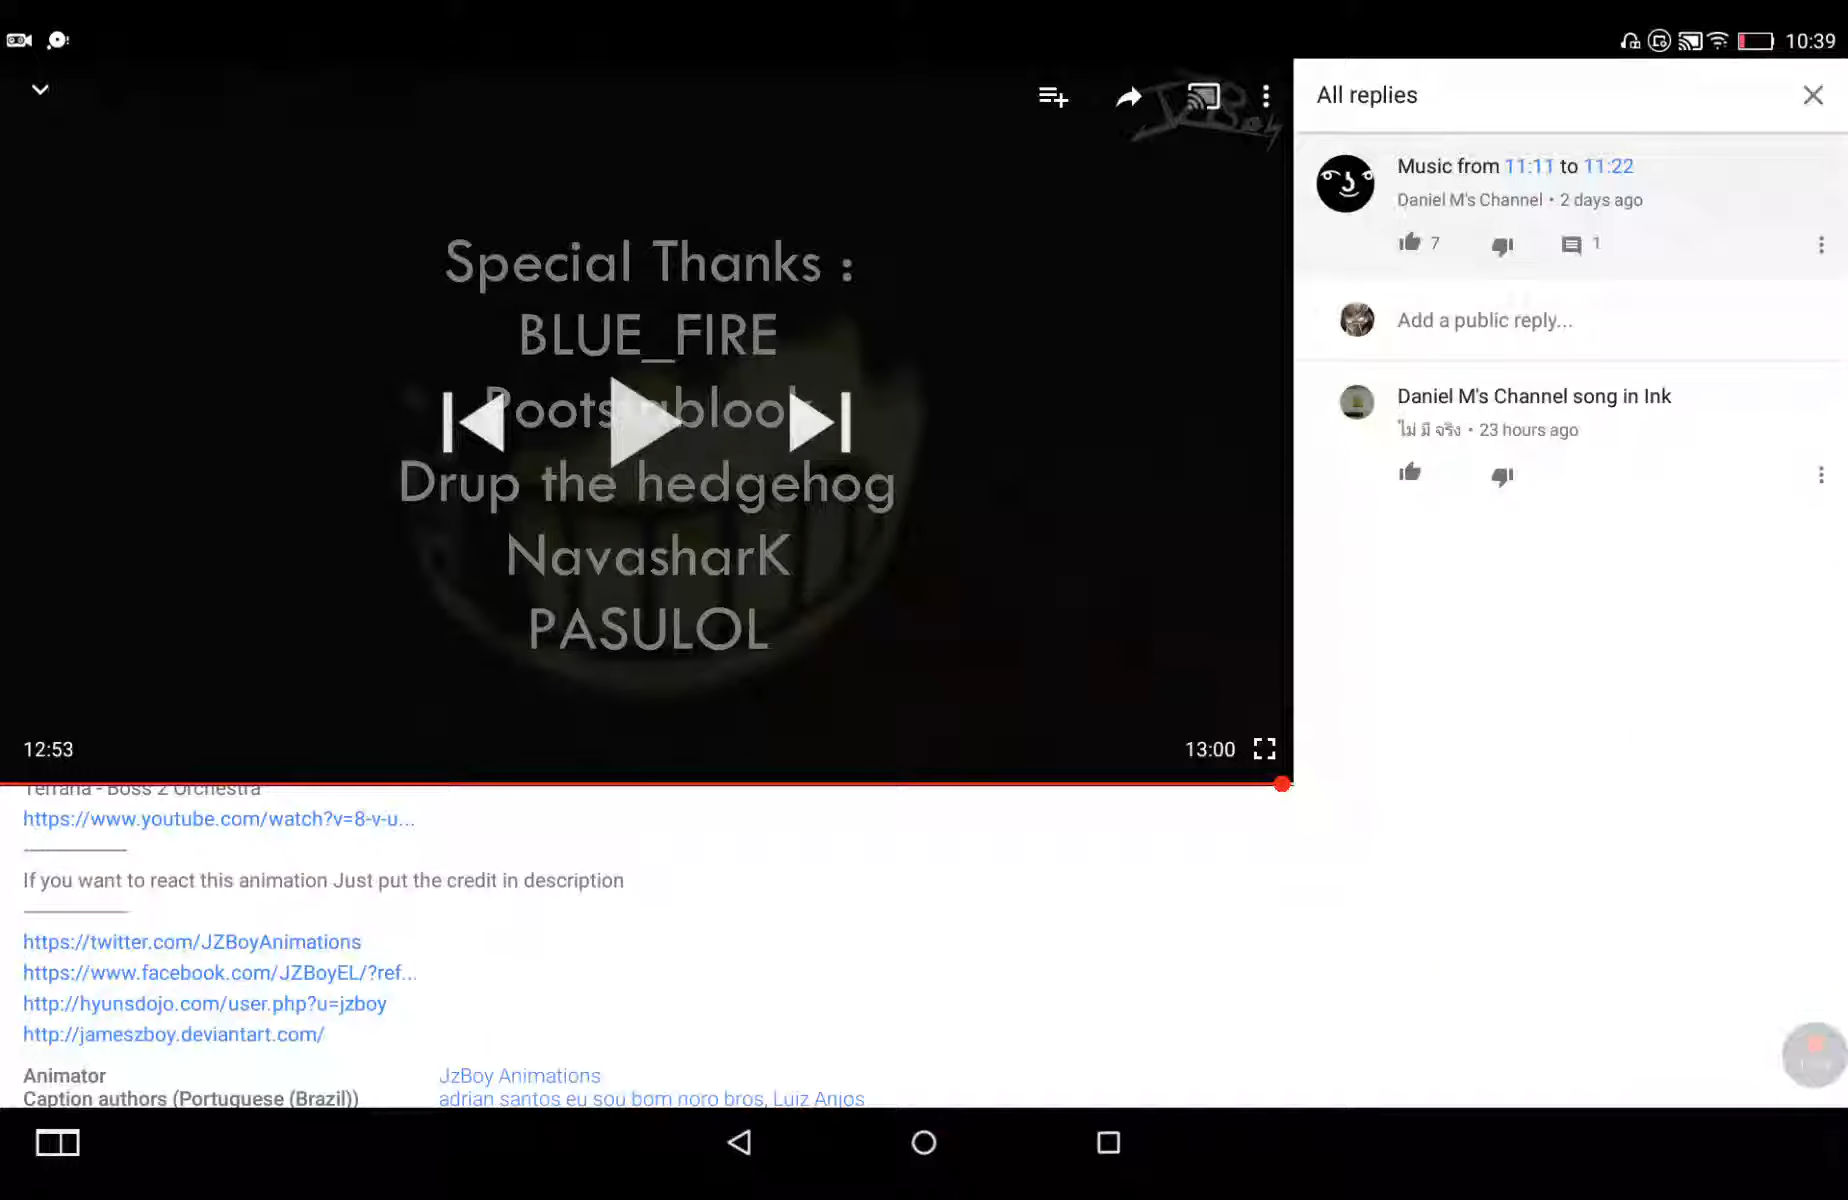 10:39
JzBoy
Special Thanks :
BLUE_FIRE
Drup the hedgehog
NavasharK
PASULOL
12:53
13:00
Terraria - Boss 2 Orchestra
https://www.youtube.com/watch?v=8-v-u...
If you want to react this animation Just put the credit in description
https://twitter.com/JZBoyAnimations
https://www.facebook.com/JZBoyEL/?ref...
http://hyunsdojo.com/user.php?u=jzboy
http://jameszboy.deviantart.com/
Animator JzBoy Animations
Caption authors (Portuguese (Brazil)) adrian santos eu sou bom noro bros, Luiz Anjos
All replies
Music from 11:11 to 11:22
Daniel M's Channel • 2 days ago
7
1
Add a public reply...
Daniel M's Channel song in Ink
ไม่ มี จริง • 23 hours ago